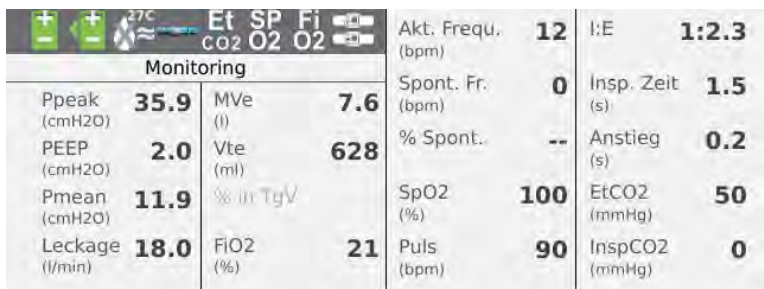 27C
Et SP Fi
CO2 O2 O2
Monitoring
Ppeak 35.9
(cmH2O)
PEEP 2.0
(cmH2O)
Pmean 11.9
(cmH2O)
Leckage 18.0
(l/min)
MVe 7.6
(l)
Vte 628
(ml)
% in TgV
FiO2 21
(%)
Akt. Frequ. 12
(bpm)
Spont. Fr. 0
(bpm)
% Spont. --
SpO2 100
(%)
Puls 90
(bpm)
I:E 1:2.3
Insp. Zeit 1.5
(s)
Anstieg 0.2
(s)
EtCO2 50
(mmHg)
InspCO2 0
(mmHg)